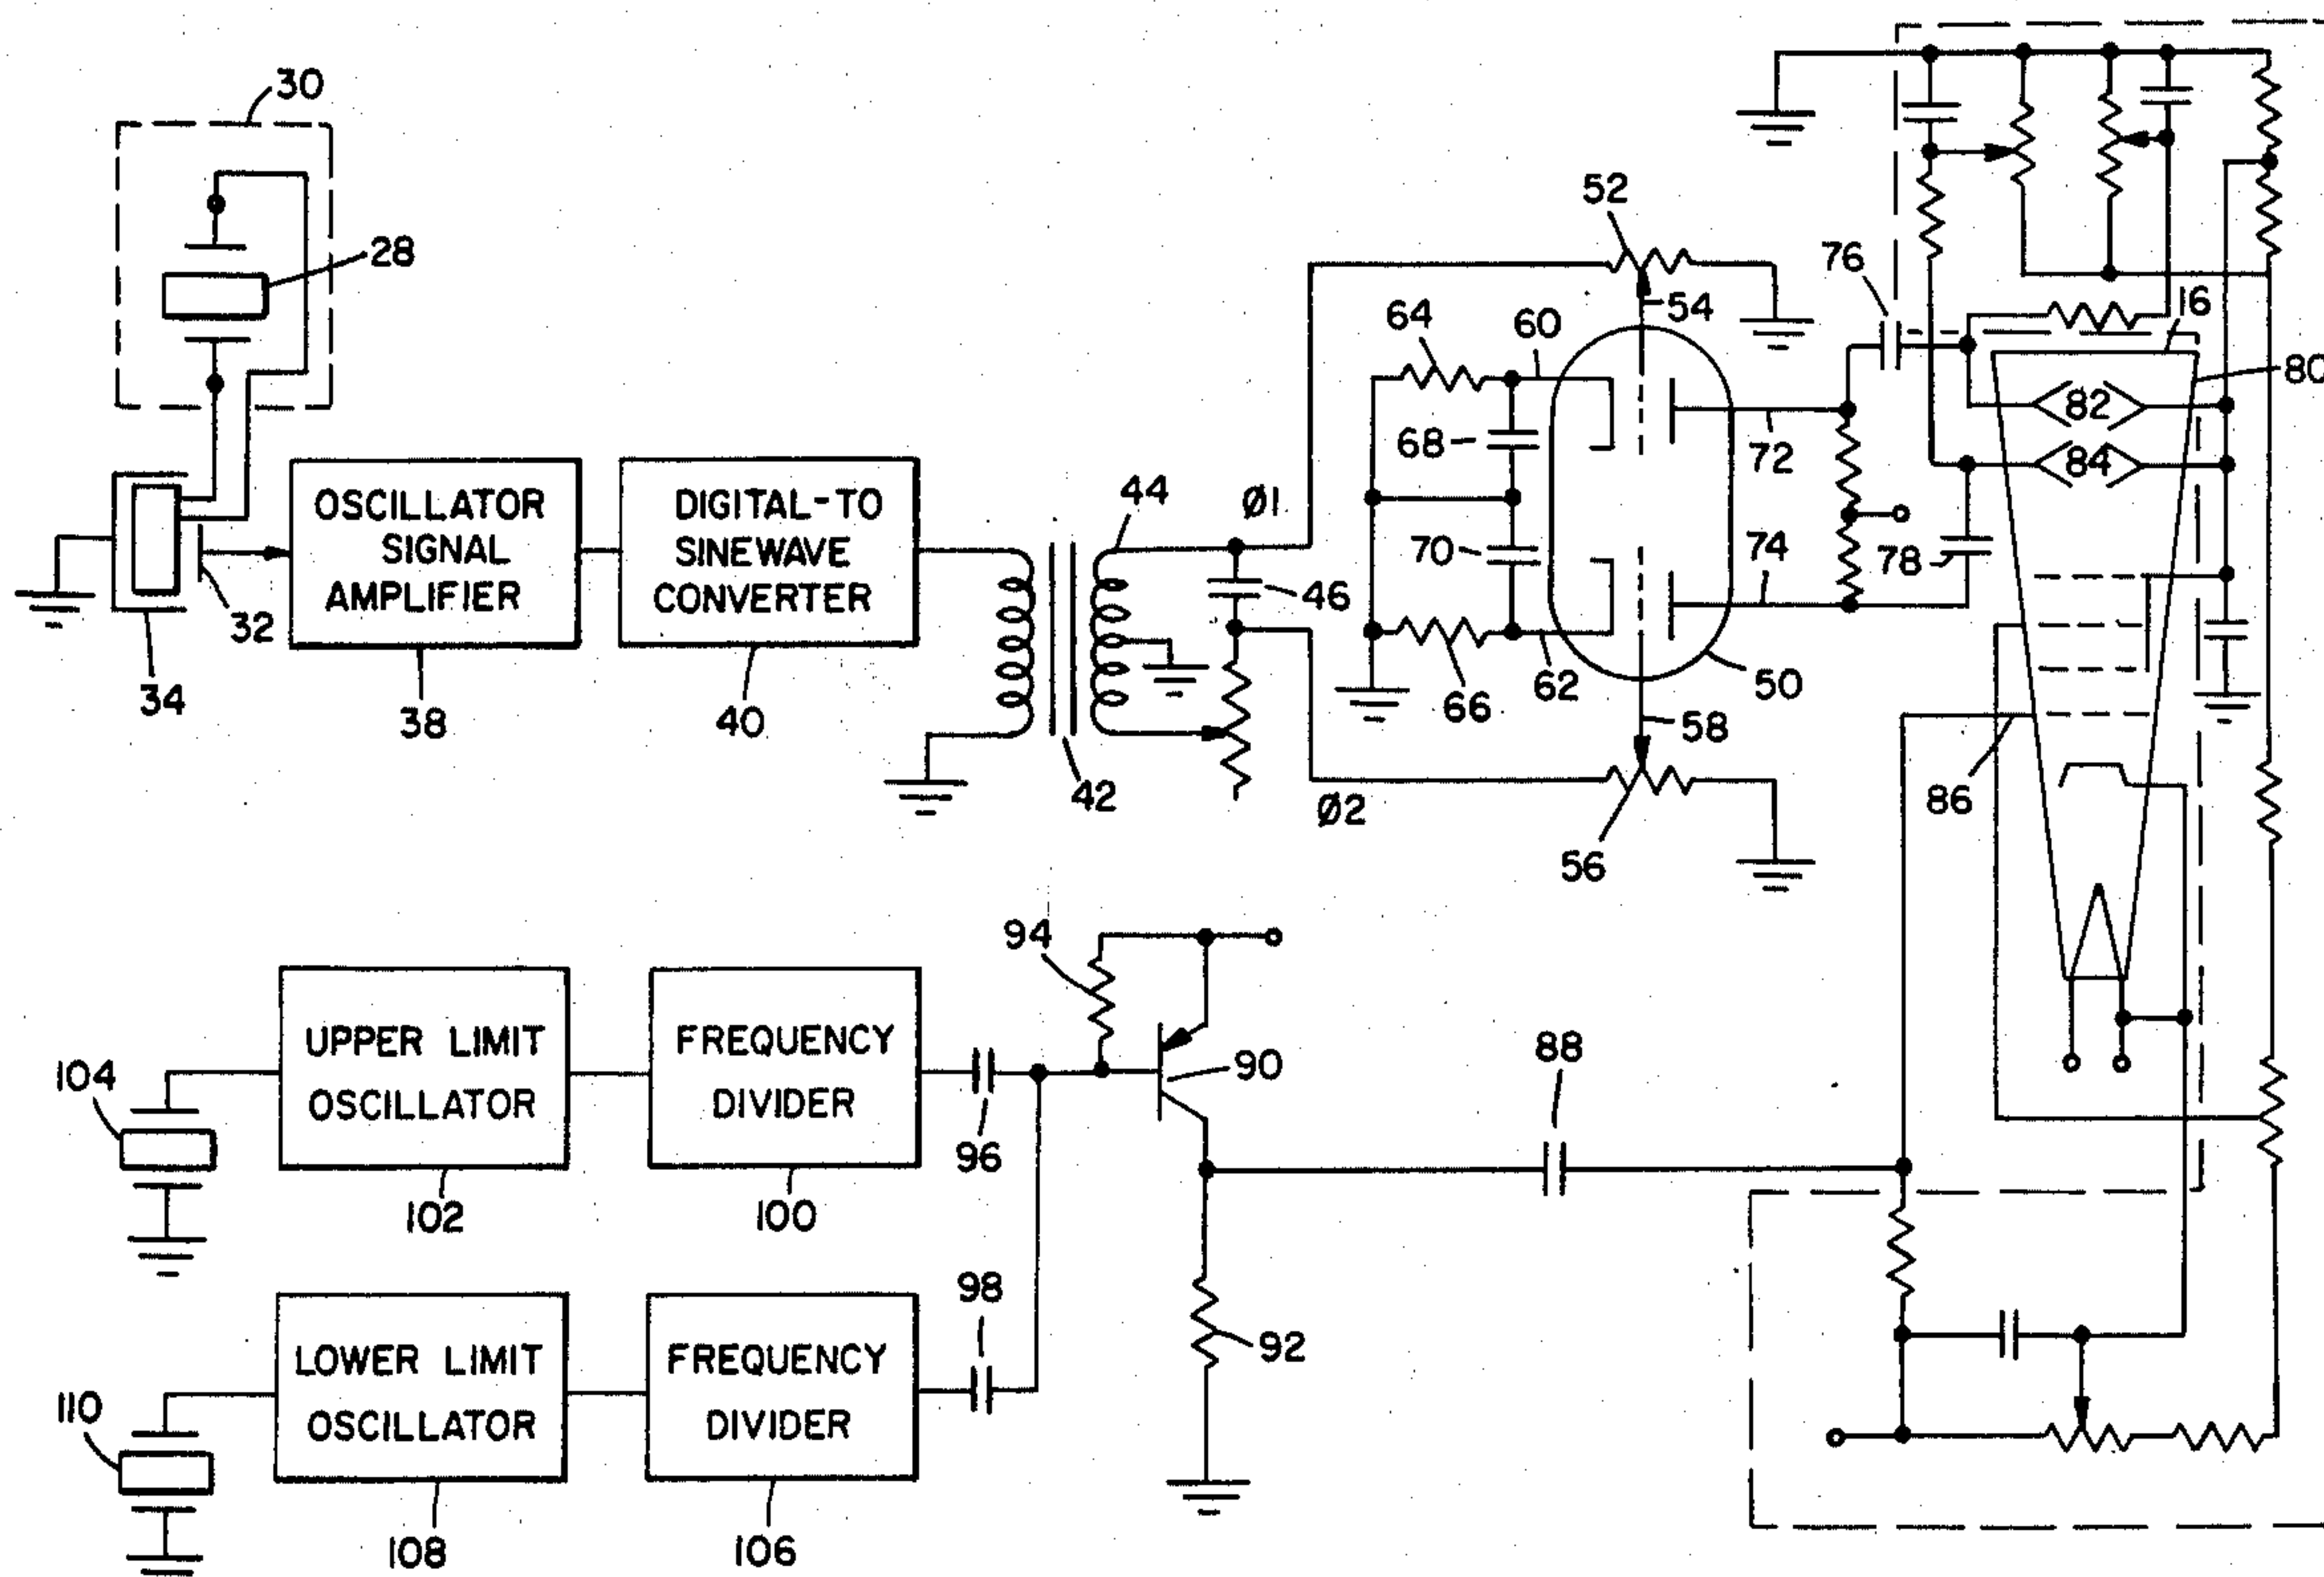 30
28
32
34
OSCILLATOR
SIGNAL
AMPLIFIER
38
DIGITAL-TO
SINEWAVE
CONVERTER
40
42
44
Ø1
46
Ø2
52
54
64
60
68
70
66
62
50
58
56
72
74
76
78
16
80
82
84
86
104
UPPER LIMIT
OSCILLATOR
102
FREQUENCY
DIVIDER
100
96
94
90
88
92
110
LOWER LIMIT
OSCILLATOR
108
FREQUENCY
DIVIDER
106
98